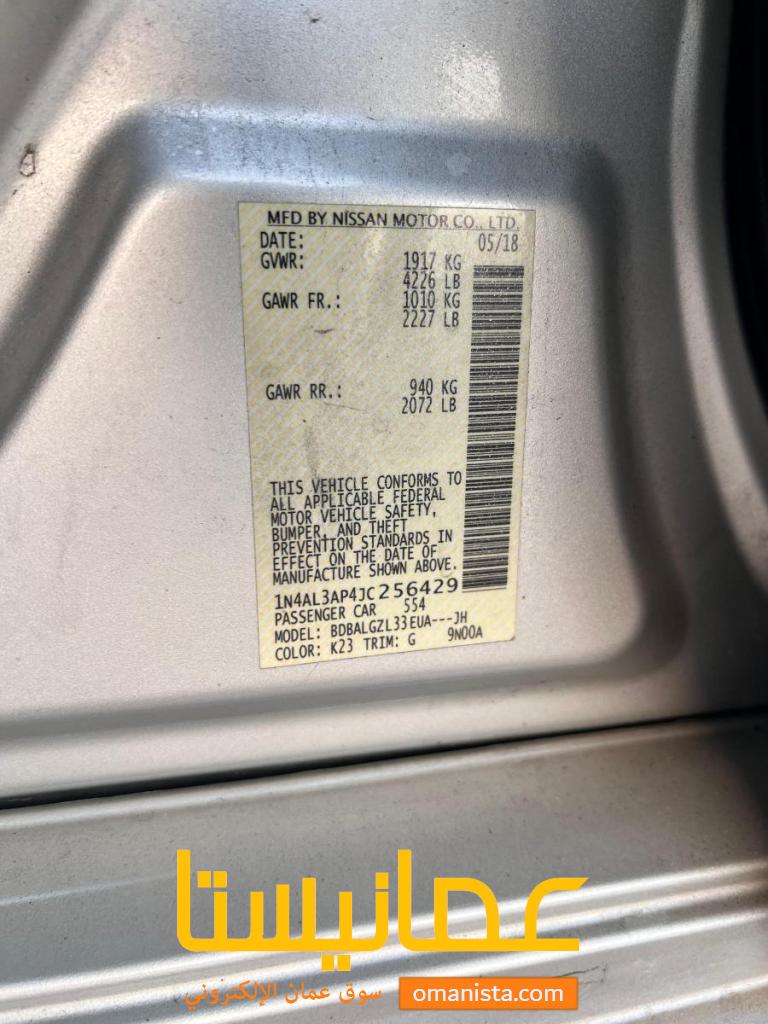 MFD BY NISSAN MOTOR CO., LTD.
DATE: 05/18
GVWR: 1917 KG
4226 LB
GAWR FR.: 1010 KG
2227 LB
GAWR RR.: 940 KG
2072 LB
THIS VEHICLE CONFORMS TO
ALL APPLICABLE FEDERAL
MOTOR VEHICLE SAFETY,
BUMPER, AND THEFT
PREVENTION STANDARDS IN
EFFECT ON THE DATE OF
MANUFACTURE SHOWN ABOVE.
1N4AL3AP4JC256429
PASSENGER CAR 554
MODEL: BDBALGZL33EUA---JH
COLOR: K23 TRIM: G 9N00A
عمانيستا
سوق عمان الإلكتروني omanista.com